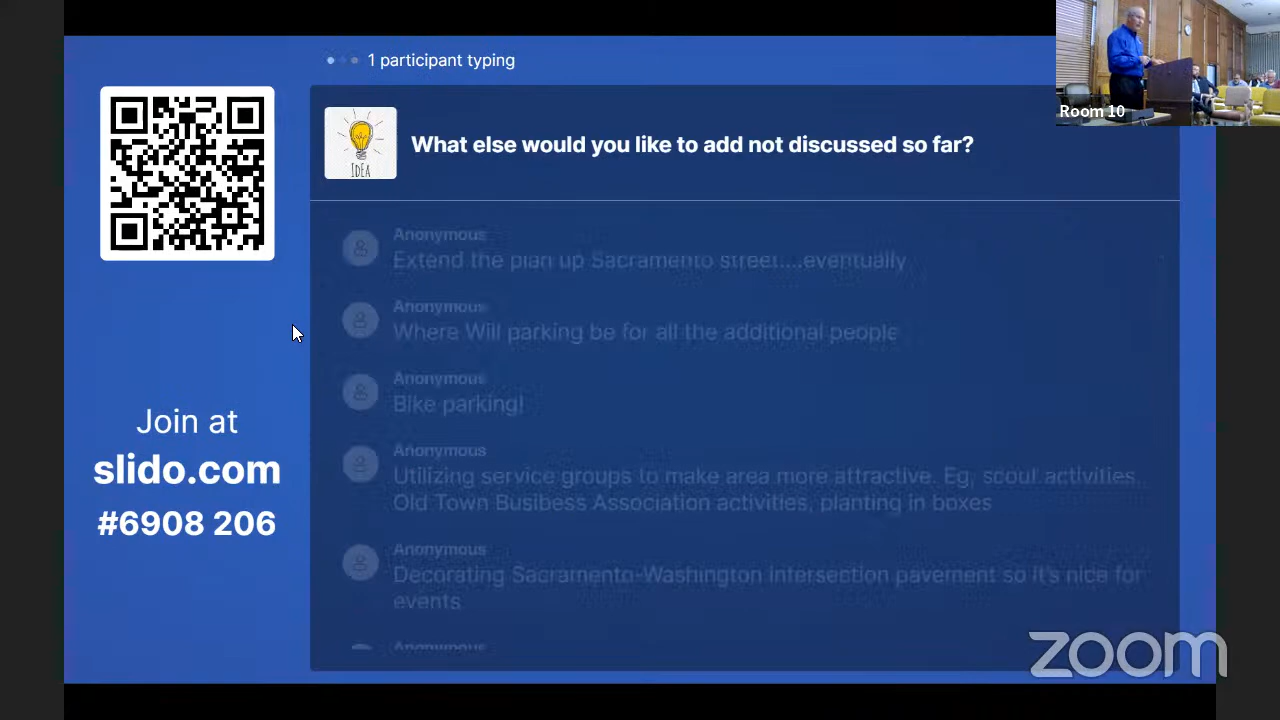 1 participant typing
Room 10
IDEA
What else would you like to add not discussed so far?
Anonymous
Extend the plan up Sacramento street....eventually
Anonymous
Where Will parking be for all the additional people
Anonymous
Bike parking!
Anonymous
Utilizing service groups to make area more attractive. Eg, scout activities,
Old Town Busibess Association activities, planting in boxes
Anonymous
Decorating Sacramento-Washington intersection pavement so it's nice for
events
Anonymous
Join at
slido.com
#6908 206
zoom